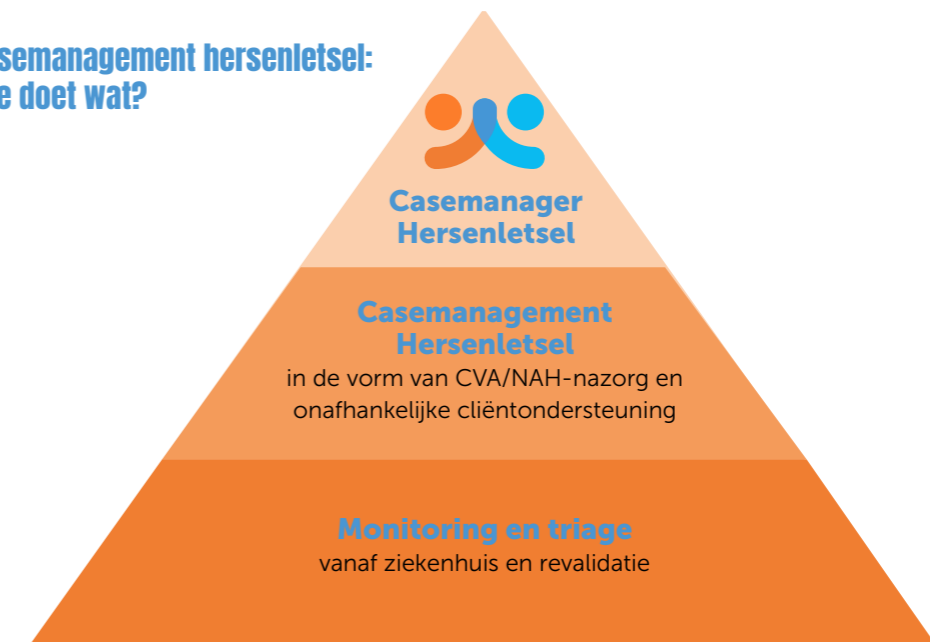 semanagement hersenletsel:
e doet wat?
Casemanager
Hersenletsel
Casemanagement
Hersenletsel
in de vorm van CVA/NAH-nazorg en
onafhankelijke cliëntondersteuning
Monitoring en triage
vanaf ziekenhuis en revalidatie